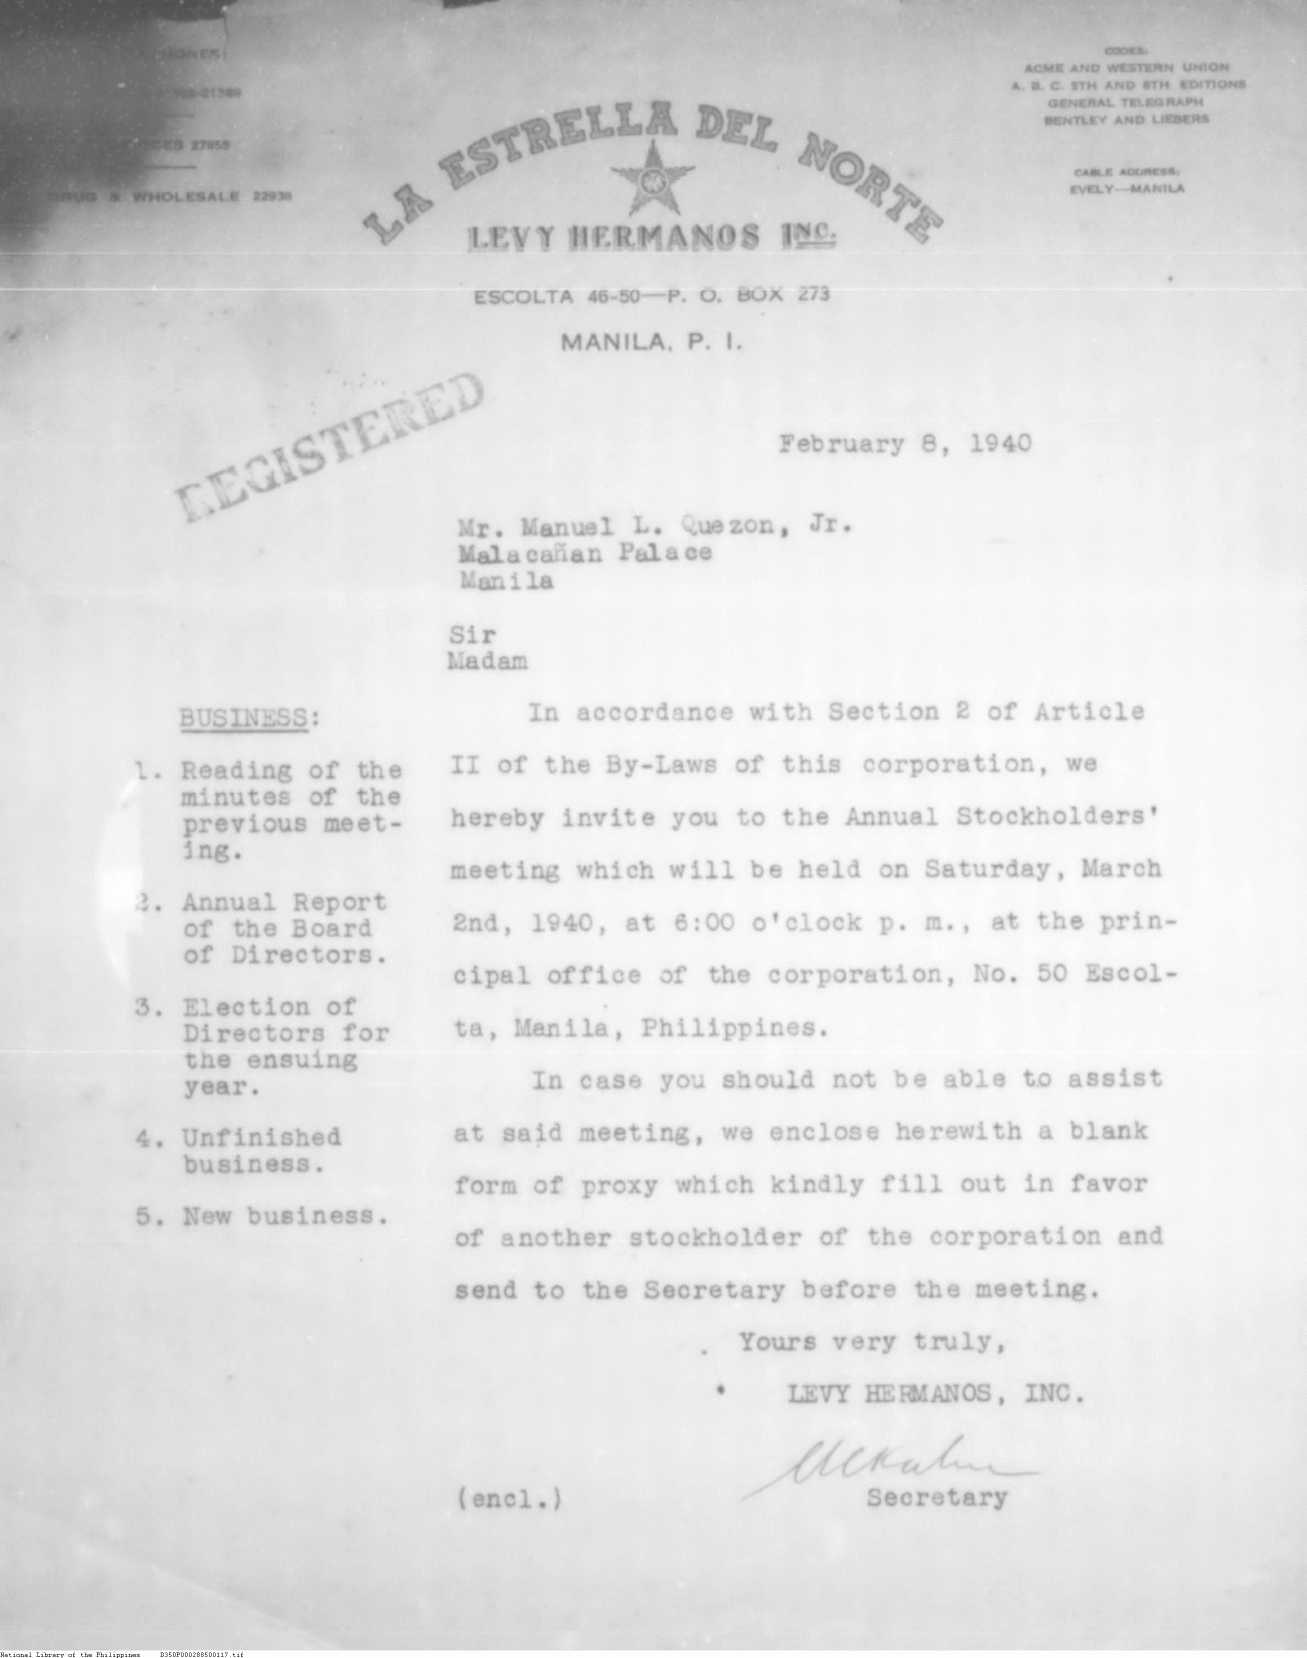 CODES:
ACME AND WESTERN UNION
A. B. C. 5TH AND 6TH EDITIONS
GENERAL TELEGRAPH
BENTLEY AND LIEBERS
CABLE ADDRESS:
EVELY—MANILA
27855
DRUG & WHOLESALE 22938
LA ESTRELLA DEL NORTE
LEVY HERMANOS INC.
ESCOLTA 46-50—P. O. BOX 273
MANILA, P. I.
REGISTERED
February 8, 1940
Mr. Manuel L. Quezon, Jr.
Malacañan Palace
Manila
Sir
Madam
BUSINESS:
1. Reading of the
minutes of the
previous meet-
ing.
2. Annual Report
of the Board
of Directors.
3. Election of
Directors for
the ensuing
year.
4. Unfinished
business.
5. New business.
In accordance with Section 2 of Article
II of the By-Laws of this corporation, we
hereby invite you to the Annual Stockholders'
meeting which will be held on Saturday, March
2nd, 1940, at 6:00 o'clock p. m., at the prin-
cipal office of the corporation, No. 50 Escol-
ta, Manila, Philippines.
In case you should not be able to assist
at said meeting, we enclose herewith a blank
form of proxy which kindly fill out in favor
of another stockholder of the corporation and
send to the Secretary before the meeting.
Yours very truly,
LEVY HERMANOS, INC.
Secretary
(encl.)
National Library of the Philippines B350P000288500117.tif